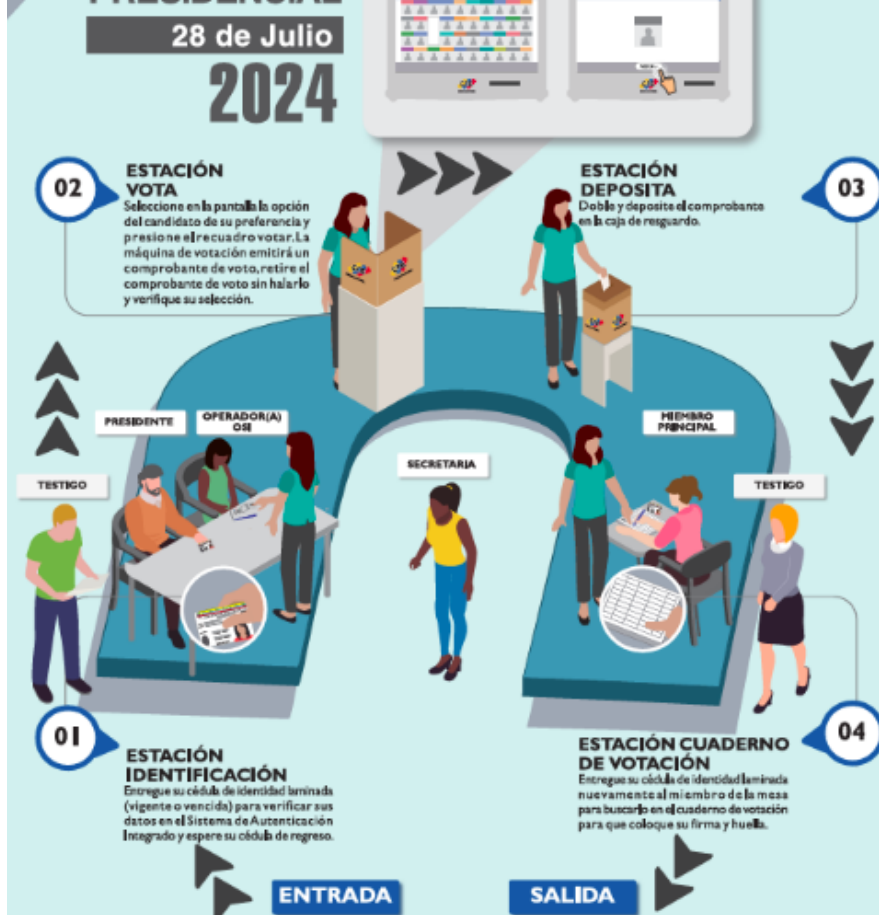 PRESIDENCIAL
28 de Julio
2024
02
ESTACIÓN
VOTA
Seleccione en la pantalla la opción
del candidato de su preferencia y
presione el recuadro votar. La
máquina de votación emitirá un
comprobante de voto, retire el
comprobante de voto sin halarlo
y verifique su selección.
ESTACIÓN
DEPOSITA
Doble y deposite el comprobante
en la caja de resguardo.
03
PRESIDENTE
OPERADOR(A)
OSI
MIEMBRO
PRINCIPAL
TESTIGO
SECRETARIA
TESTIGO
01
ESTACIÓN
IDENTIFICACIÓN
Entregue su cédula de identidad laminada
(vigente o vencida) para verificar sus
datos en el Sistema de Autenticación
Integrado y espere su cédula de regreso.
ESTACIÓN CUADERNO
DE VOTACIÓN
Entregue su cédula de identidad laminada
nuevamente al miembro de la mesa
para buscarlo en el cuaderno de votación
para que coloque su firma y huella.
04
ENTRADA
SALIDA